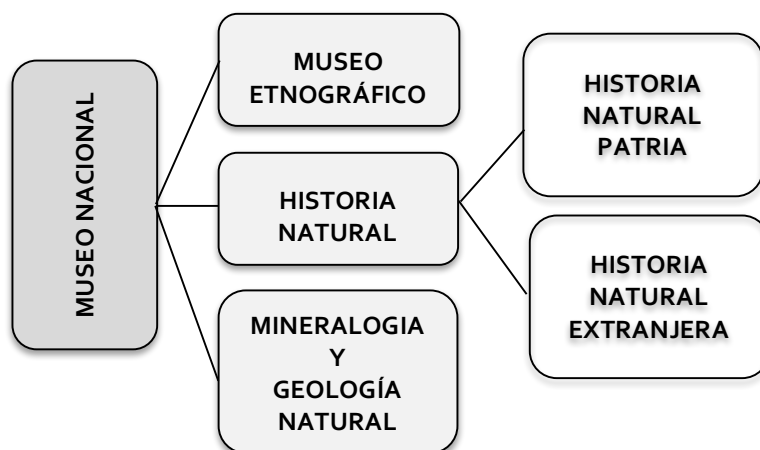 MUSEO NACIONAL
MUSEO
ETNOGRÁFICO
HISTORIA
NATURAL
MINERALOGIA
Y
GEOLOGÍA
NATURAL
HISTORIA
NATURAL
PATRIA
HISTORIA
NATURAL
EXTRANJERA